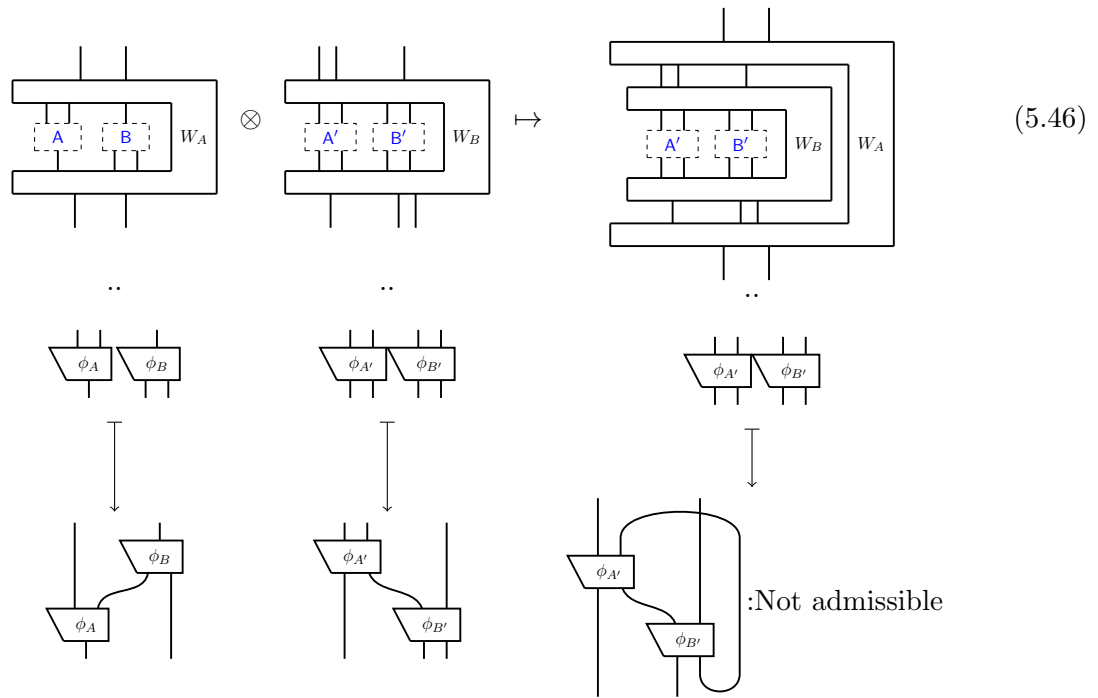 A B W_A ⊗ A′ B′ W_B ↦ A′ B′ W_B W_A (5.46)
.. .. ..
ϕ_A ϕ_B ϕ_{A′} ϕ_{B′} ϕ_{A′} ϕ_{B′}
ϕ_B ϕ_{A′} ϕ_{A′}
:Not admissible
ϕ_A ϕ_{B′} ϕ_{B′}